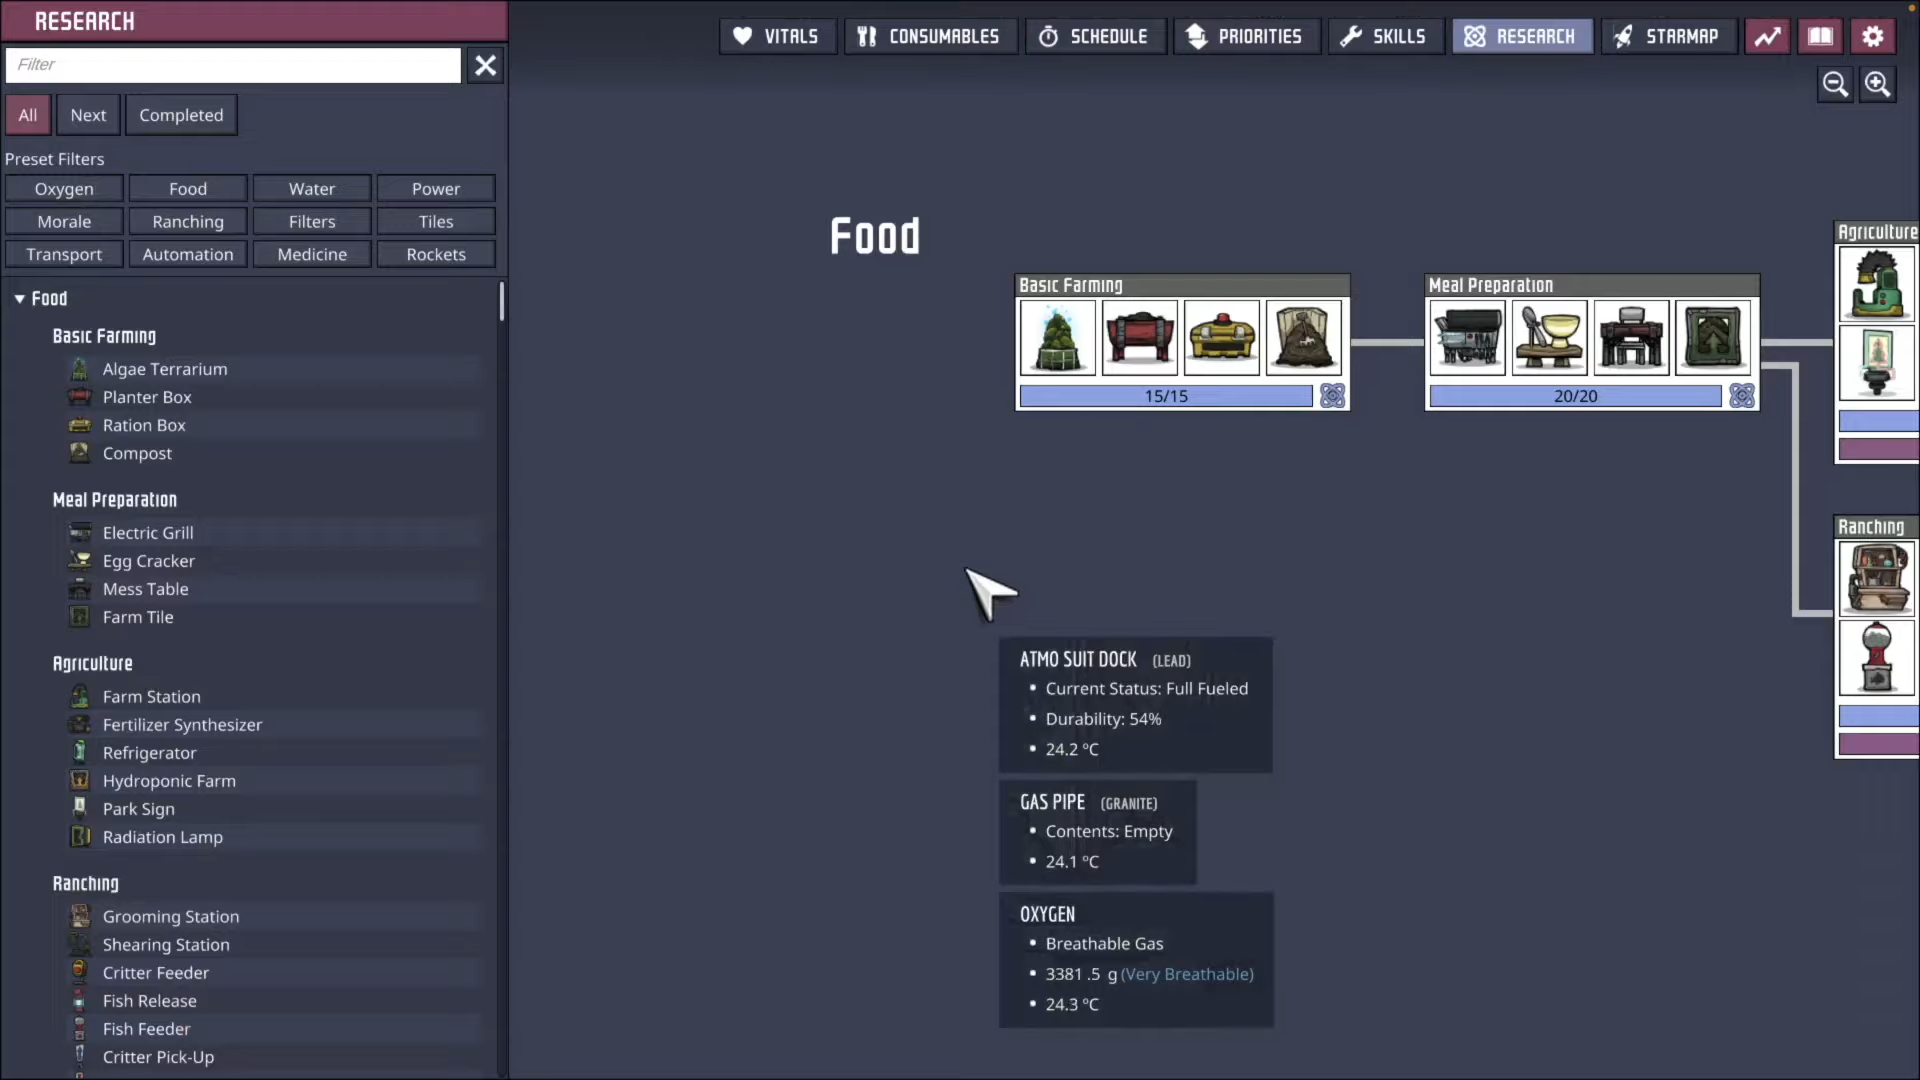 RESEARCH
VITALS
CONSUMABLES
SCHEDULE
PRIORITIES
SKILLS
RESEARCH
STARMAP
Filter
All
Next
Completed
Preset Filters
Oxygen
Food
Water
Power
Morale
Ranching
Filters
Tiles
Transport
Automation
Medicine
Rockets
Food
Basic Farming
Algae Terrarium
Planter Box
Ration Box
Compost
Meal Preparation
Electric Grill
Egg Cracker
Mess Table
Farm Tile
Agriculture
Farm Station
Fertilizer Synthesizer
Refrigerator
Hydroponic Farm
Park Sign
Radiation Lamp
Ranching
Grooming Station
Shearing Station
Critter Feeder
Fish Release
Fish Feeder
Critter Pick-Up
Food
Basic Farming
15/15
Meal Preparation
20/20
Agriculture
Ranching
ATMO SUIT DOCK (LEAD)
• Current Status: Full Fueled
• Durability: 54%
• 24.2 ºC
GAS PIPE (GRANITE)
• Contents: Empty
• 24.1 ºC
OXYGEN
• Breathable Gas
• 3381.5 g (Very Breathable)
• 24.3 ºC